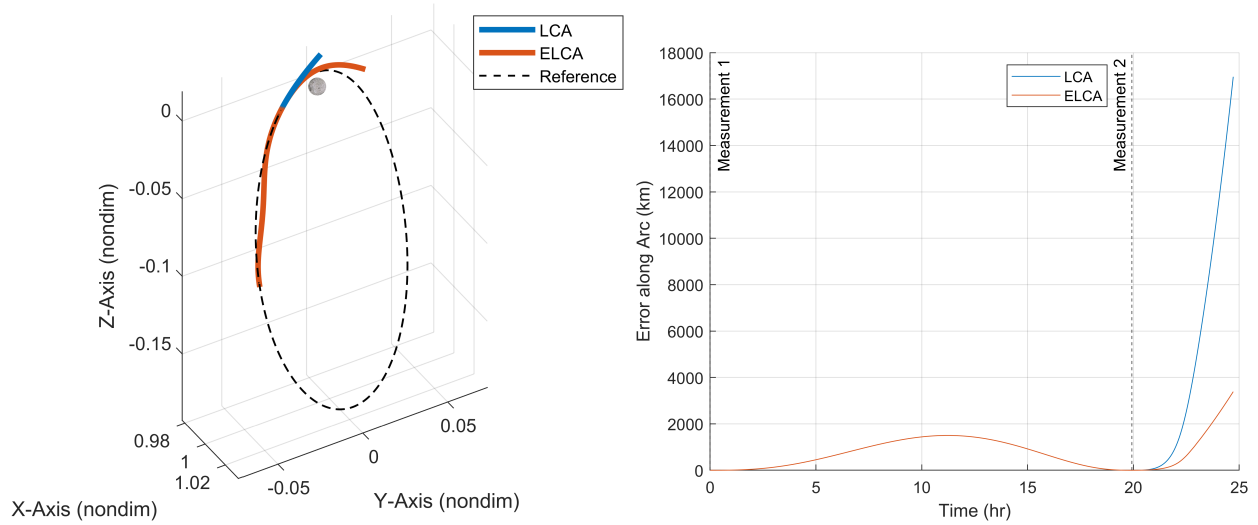 LCA
ELCA
Reference
0
-0.05
-0.1
-0.15
Z-Axis (nondim)
0.98
1
1.02
X-Axis (nondim)
-0.05
0
0.05
Y-Axis (nondim)
18000
16000
14000
12000
10000
8000
6000
4000
2000
0
Error along Arc (km)
Measurement 1
Measurement 2
LCA
ELCA
0
5
10
15
20
25
Time (hr)